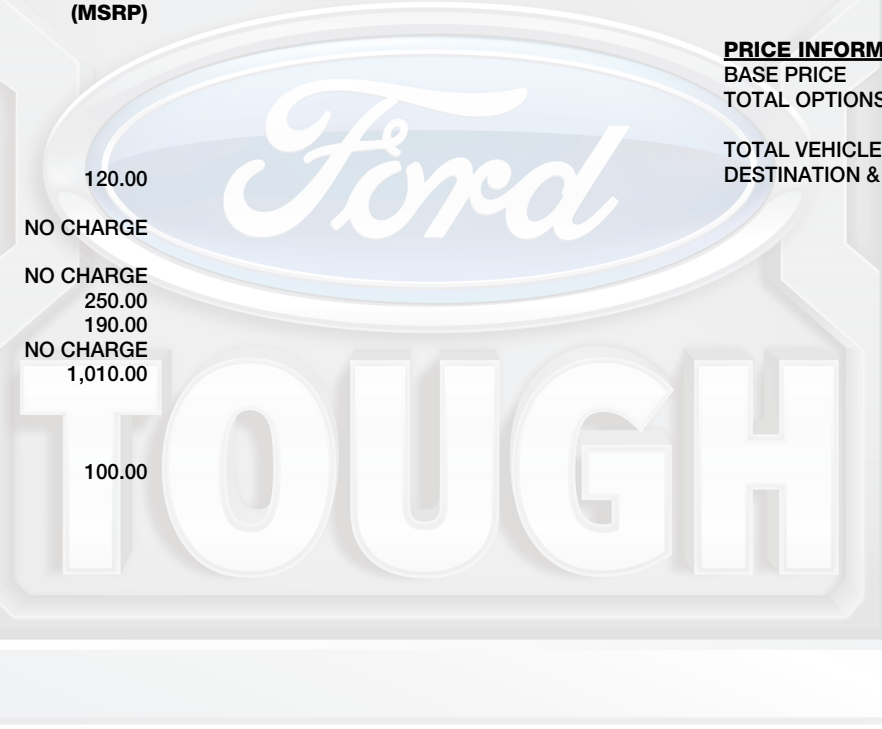 (MSRP)
120.00
NO CHARGE
NO CHARGE
250.00
190.00
NO CHARGE
1,010.00
100.00
PRICE INFORM
BASE PRICE
TOTAL OPTIONS
TOTAL VEHICLE
DESTINATION &
Ford
TOUGH